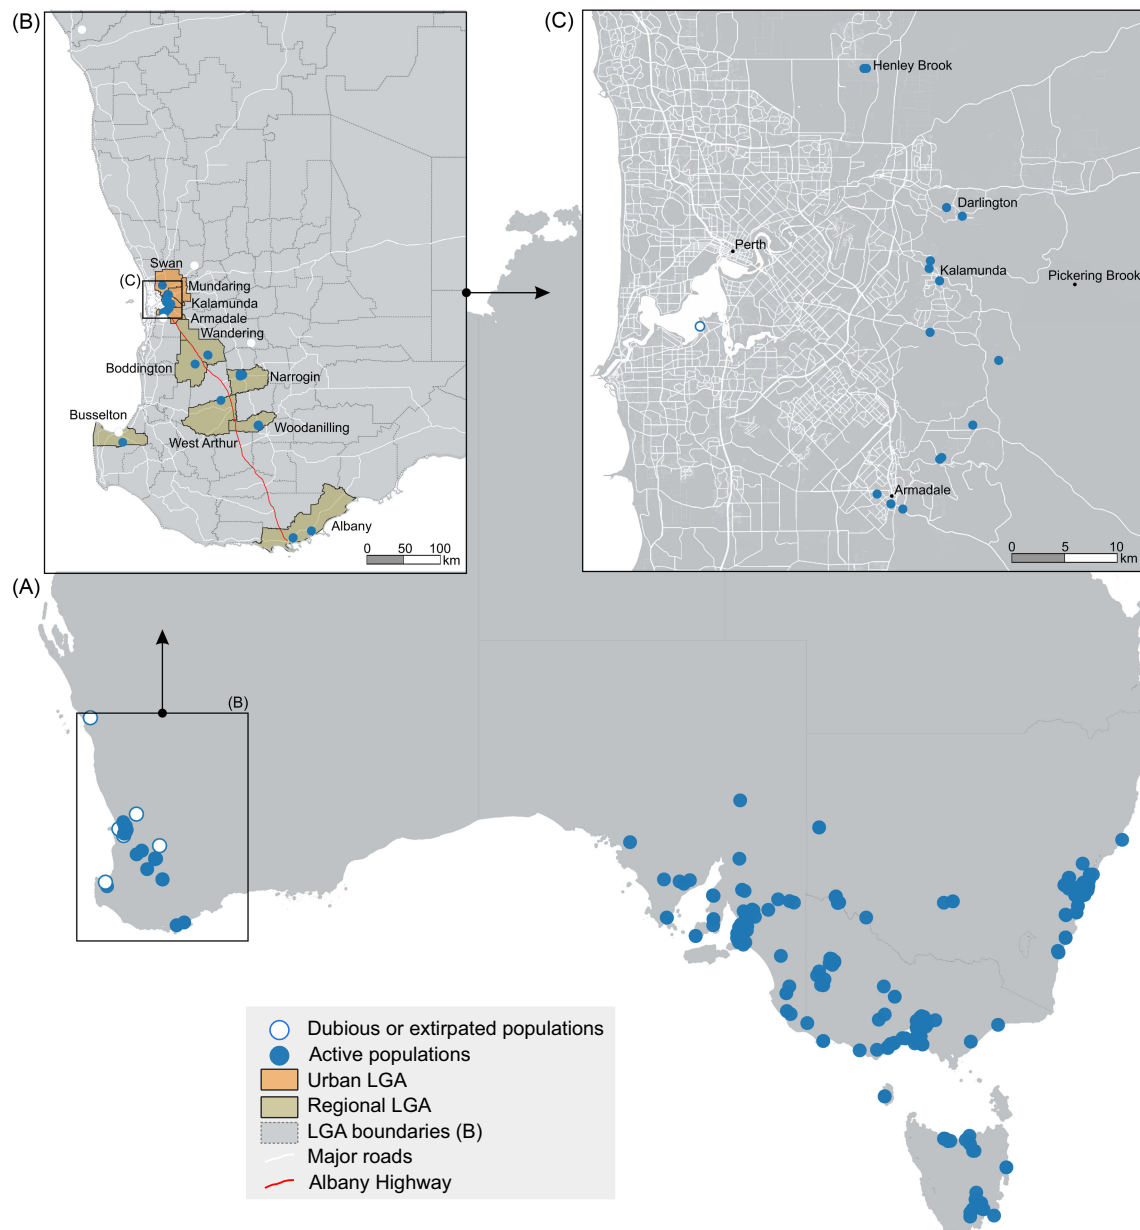 (B)
Swan
(C)
Mundaring
Kalamunda
Armadale
Wandering
Boddington
Narrogin
Busselton
Woodanilling
West Arthur
Albany
0 50 100
km
(C)
Henley Brook
Darlington
Perth
Kalamunda
Pickering Brook
Armadale
0 5 10
km
(A)
(B)
Dubious or extirpated populations
Active populations
Urban LGA
Regional LGA
LGA boundaries (B)
Major roads
Albany Highway